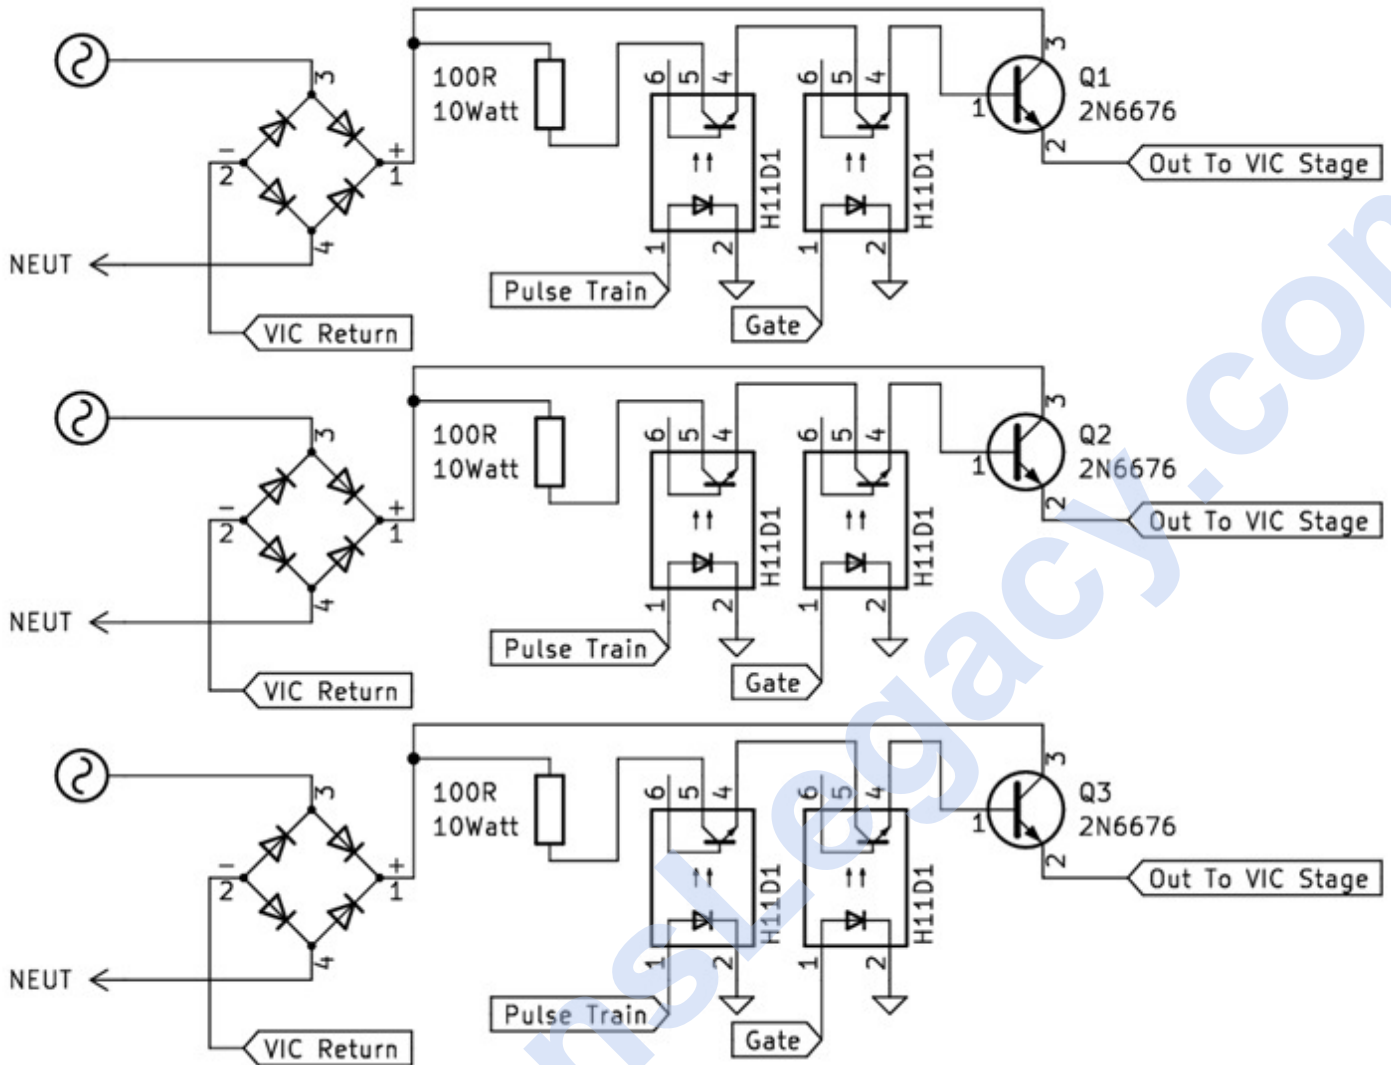 3
100R
10Watt
6
5
4
6
5
4
3
Q1
2N6676
1
2
-
2
+
1
4
H11D1
H11D1
Out To VIC Stage
NEUT
1
2
1
2
Pulse Train
Gate
VIC Return
3
100R
10Watt
6
5
4
6
5
4
3
Q2
2N6676
1
2
-
2
+
1
4
H11D1
H11D1
Out To VIC Stage
NEUT
1
2
1
2
Pulse Train
Gate
VIC Return
3
100R
10Watt
6
5
4
6
5
4
3
Q3
2N6676
1
2
-
2
+
1
4
H11D1
H11D1
Out To VIC Stage
NEUT
1
2
1
2
Pulse Train
Gate
VIC Return